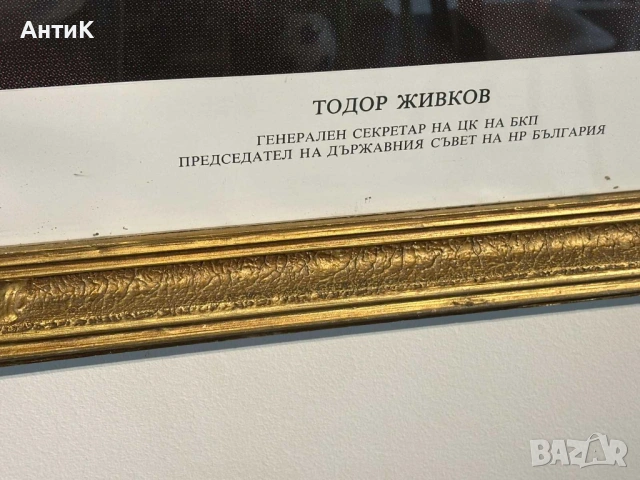 АнтиК
ТОДОР ЖИВКОВ
ГЕНЕРАЛЕН СЕКРЕТАР НА ЦК НА БКП
ПРЕДСЕДАТЕЛ НА ДЪРЖАВНИЯ СЪВЕТ НА НР БЪЛГАРИЯ
BAZAR